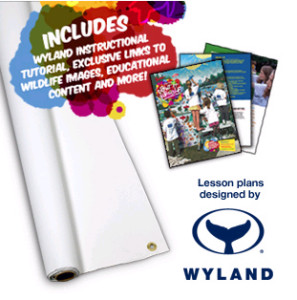 INCLUDES
WYLAND INSTRUCTIONAL
TUTORIAL, EXCLUSIVE LINKS TO
WILDLIFE IMAGES, EDUCATIONAL
CONTENT AND MORE!
Lesson plans
designed by
WYLAND